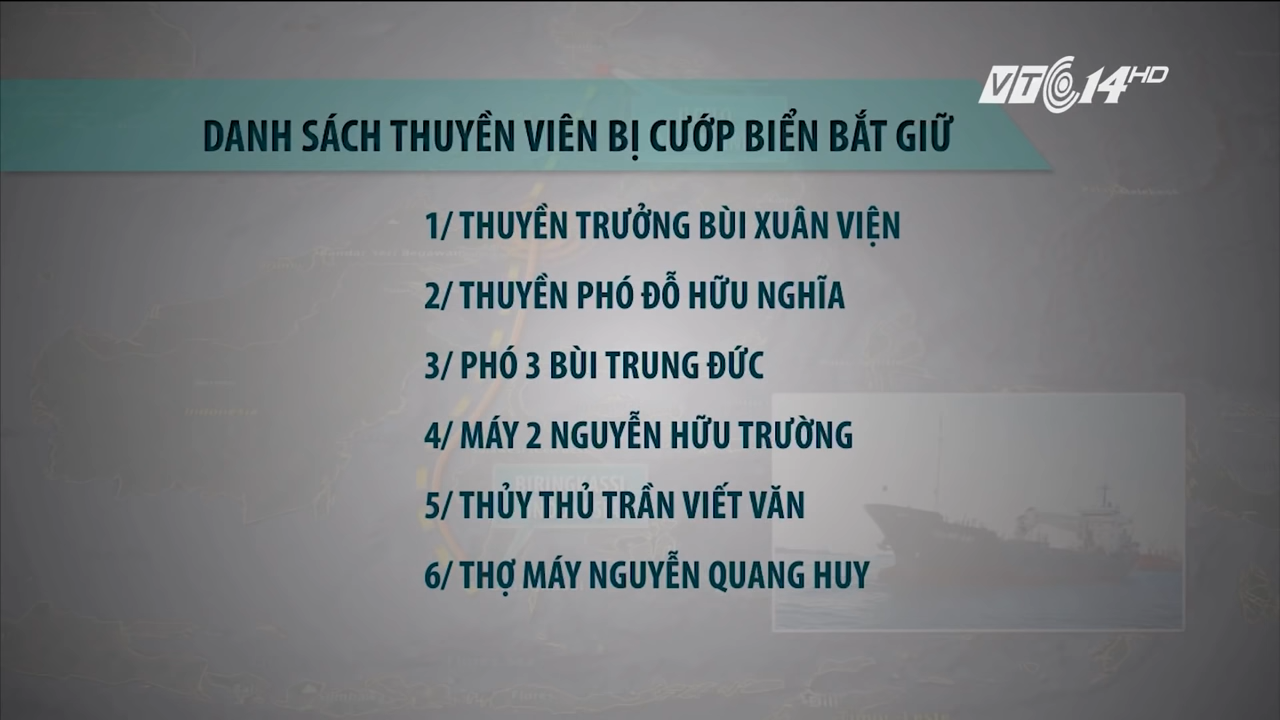 VTC14 HD
DANH SÁCH THUYỀN VIÊN BỊ CƯỚP BIỂN BẮT GIỮ
1/ THUYỀN TRƯỞNG BÙI XUÂN VIỆN
2/ THUYỀN PHÓ ĐỖ HỮU NGHĨA
3/ PHÓ 3 BÙI TRUNG ĐỨC
4/ MÁY 2 NGUYỄN HỮU TRƯỜNG
5/ THỦY THỦ TRẦN VIẾT VĂN
6/ THỢ MÁY NGUYỄN QUANG HUY